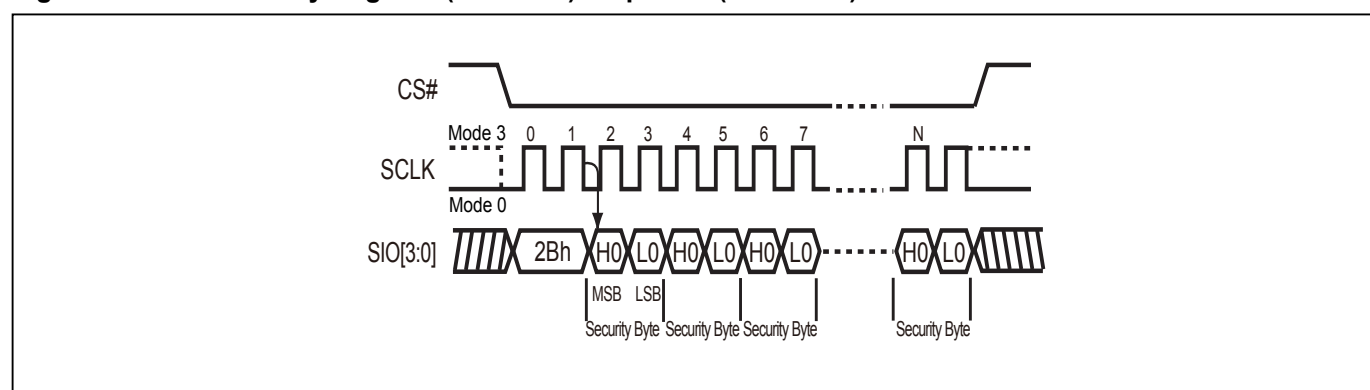 CS#
Mode 3 0 1 2 3 4 5 6 7 N
SCLK
Mode 0
SIO[3:0] 2Bh H0 L0 H0 L0 H0 L0 H0 L0
MSB LSB
Security Byte Security Byte Security Byte Security Byte